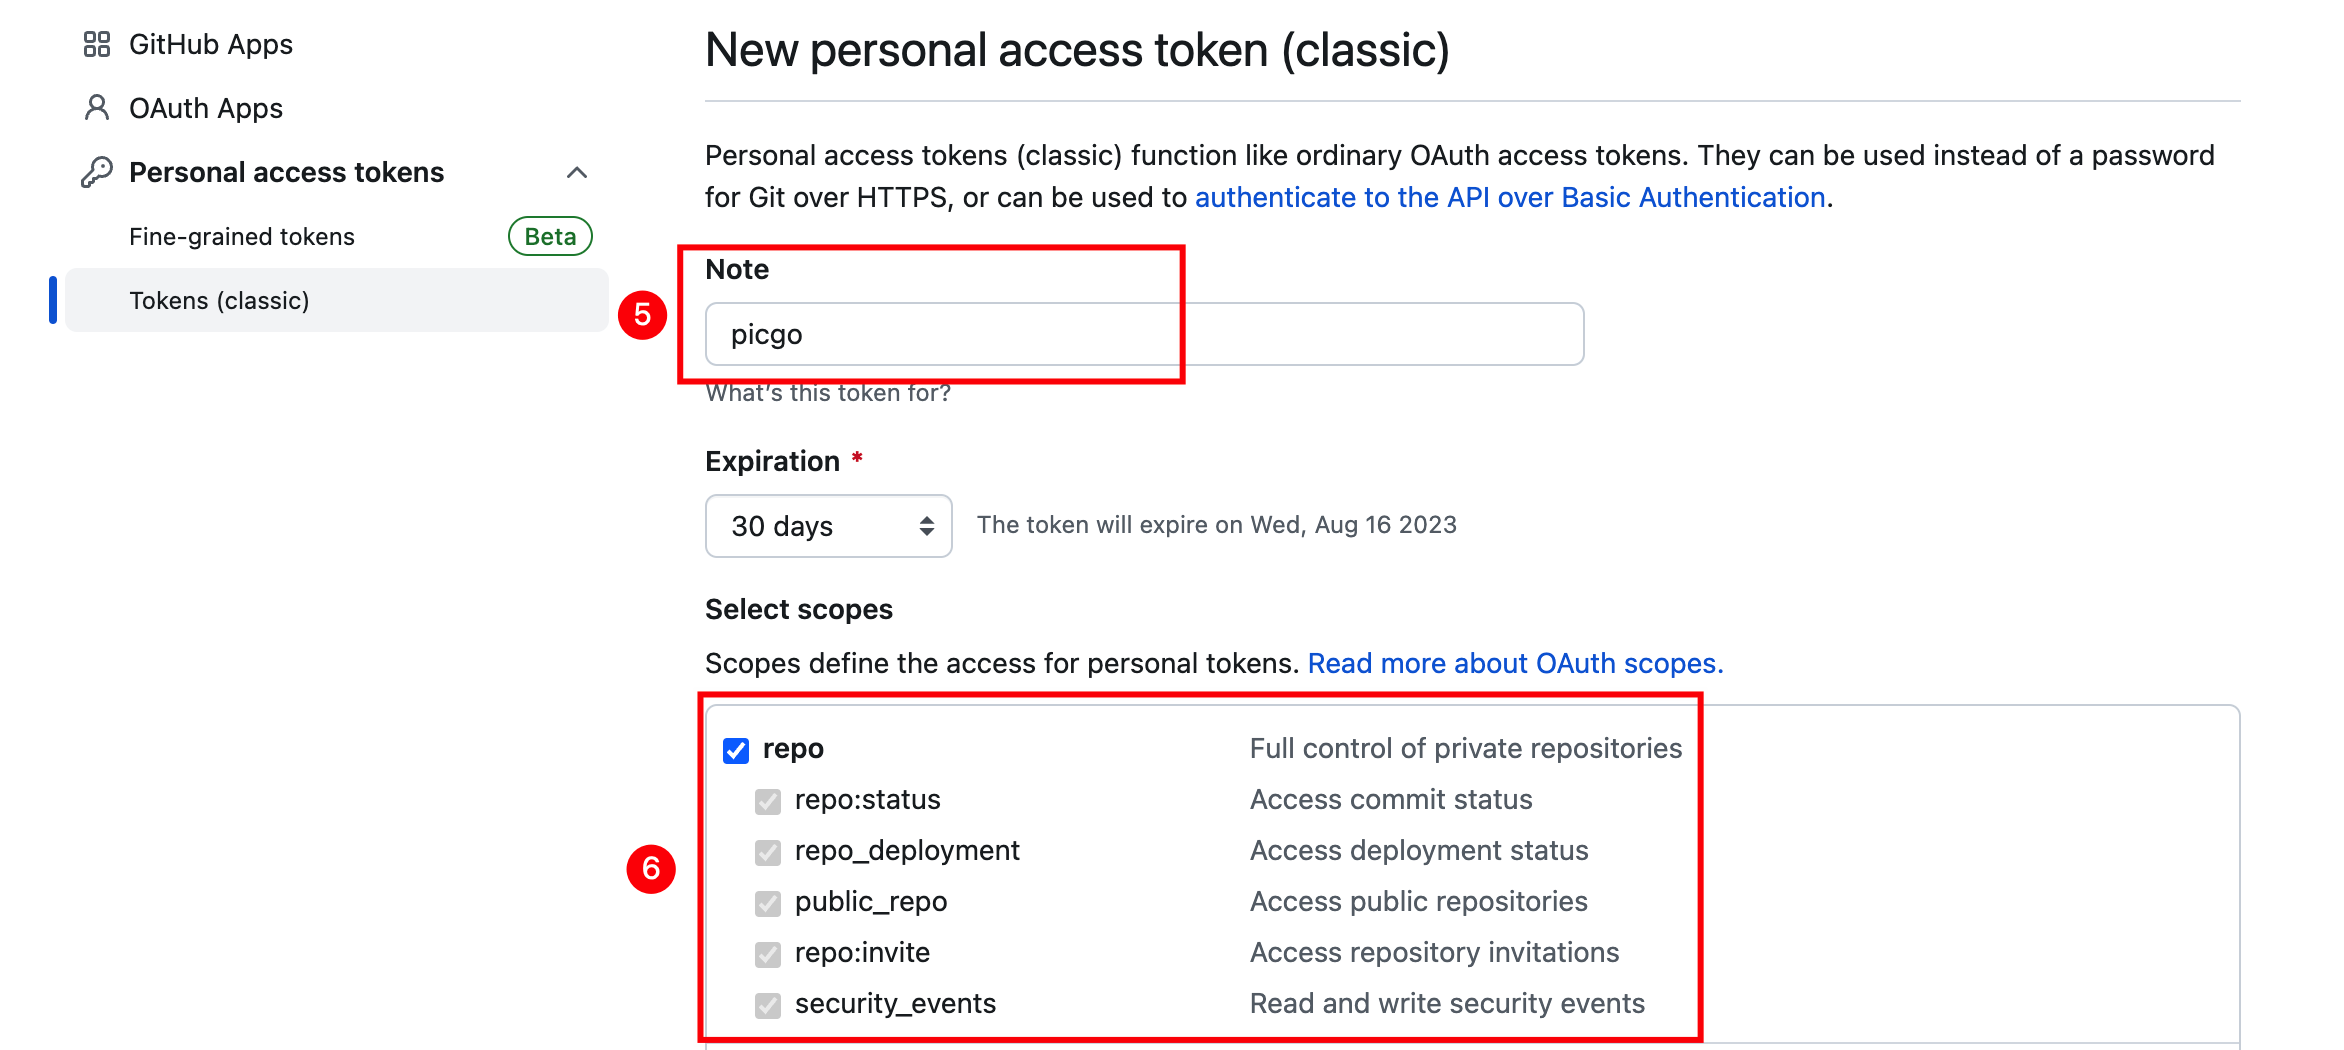 GitHub Apps
OAuth Apps
Personal access tokens
Fine-grained tokens Beta
Tokens (classic)
New personal access token (classic)
Personal access tokens (classic) function like ordinary OAuth access tokens. They can be used instead of a password
for Git over HTTPS, or can be used to authenticate to the API over Basic Authentication.
5
Note
picgo
What's this token for?
Expiration *
30 days The token will expire on Wed, Aug 16 2023
Select scopes
Scopes define the access for personal tokens. Read more about OAuth scopes.
6
repo Full control of private repositories
repo:status Access commit status
repo_deployment Access deployment status
public_repo Access public repositories
repo:invite Access repository invitations
security_events Read and write security events